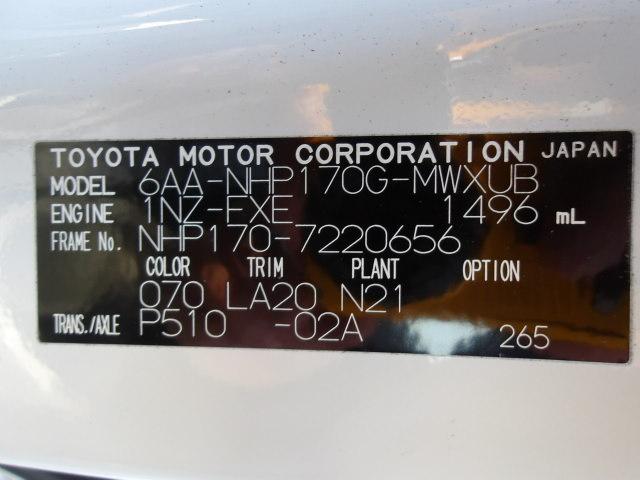 TOYOTA MOTOR CORPORATION JAPAN
MODEL 6AA-NHP170G-MWXUB
ENGINE 1NZ-FXE 1496 mL
FRAME No. NHP170-7220656
COLOR TRIM PLANT OPTION
070 LA20 N21
TRANS./AXLE P510 -02A 265